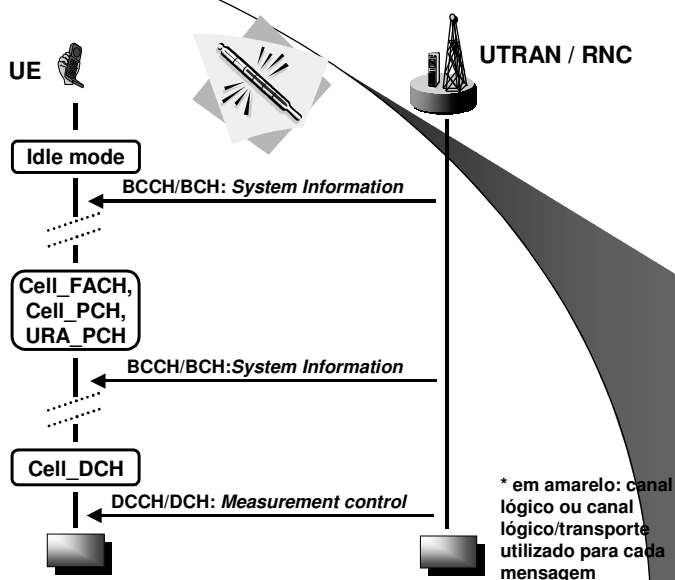 UE
UTRAN / RNC
Idle mode
BCCH/BCH: System Information
Cell_FACH,
Cell_PCH,
URA_PCH
BCCH/BCH:System Information
Cell_DCH
DCCH/DCH: Measurement control
* em amarelo: canal
lógico ou canal
lógico/transporte
utilizado para cada
mensagem